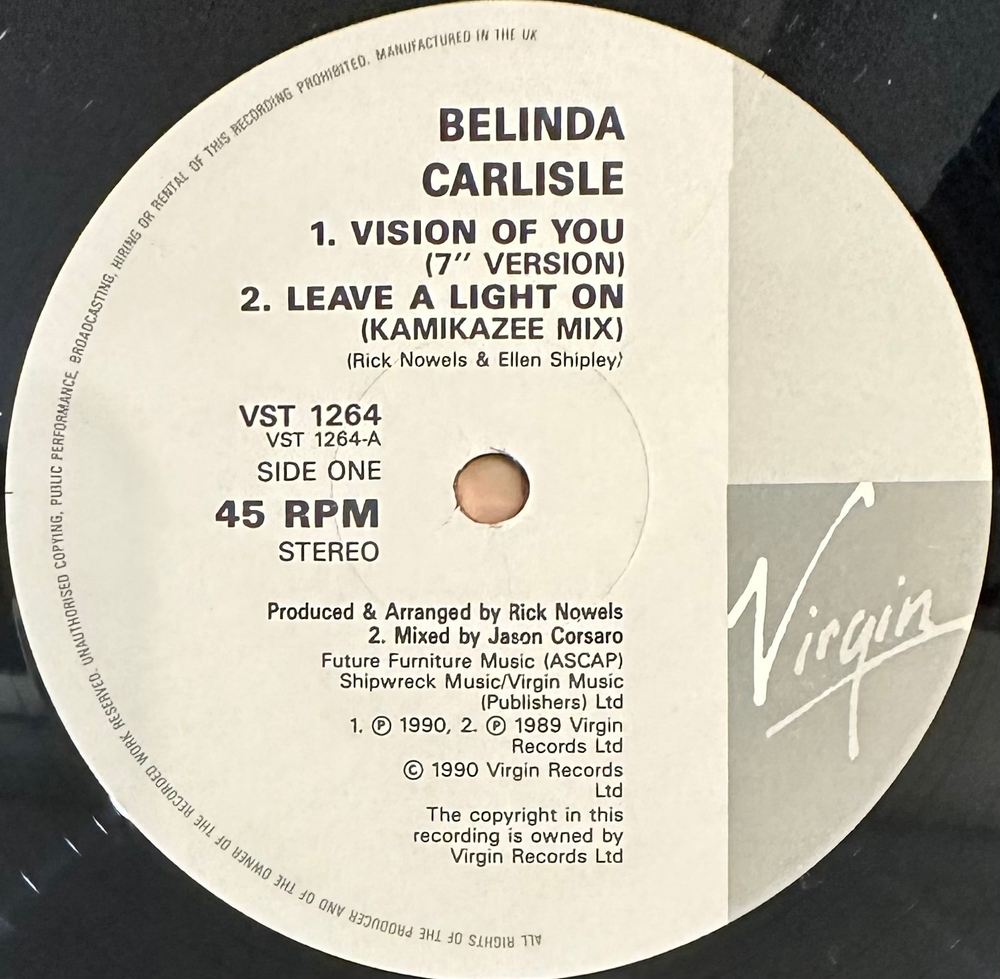 BELINDA
CARLISLE
1. VISION OF YOU
(7″ VERSION)
2. LEAVE A LIGHT ON
(KAMIKAZEE MIX)
(Rick Nowels & Ellen Shipley)
VST 1264
VST 1264-A
SIDE ONE
45 RPM
STEREO
Produced & Arranged by Rick Nowels
2. Mixed by Jason Corsaro
Future Furniture Music (ASCAP)
Shipwreck Music/Virgin Music
(Publishers) Ltd
1. Ⓟ 1990, 2. Ⓟ 1989 Virgin
Records Ltd
© 1990 Virgin Records
Ltd
The copyright in this
recording is owned by
Virgin Records Ltd
Virgin
ALL RIGHTS OF THE PRODUCER AND OF THE OWNER OF THE RECORDED WORK RESERVED. UNAUTHORISED COPYING, PUBLIC PERFORMANCE, BROADCASTING, HIRING OR RENTAL OF THIS RECORDING PROHIBITED. MANUFACTURED IN THE UK